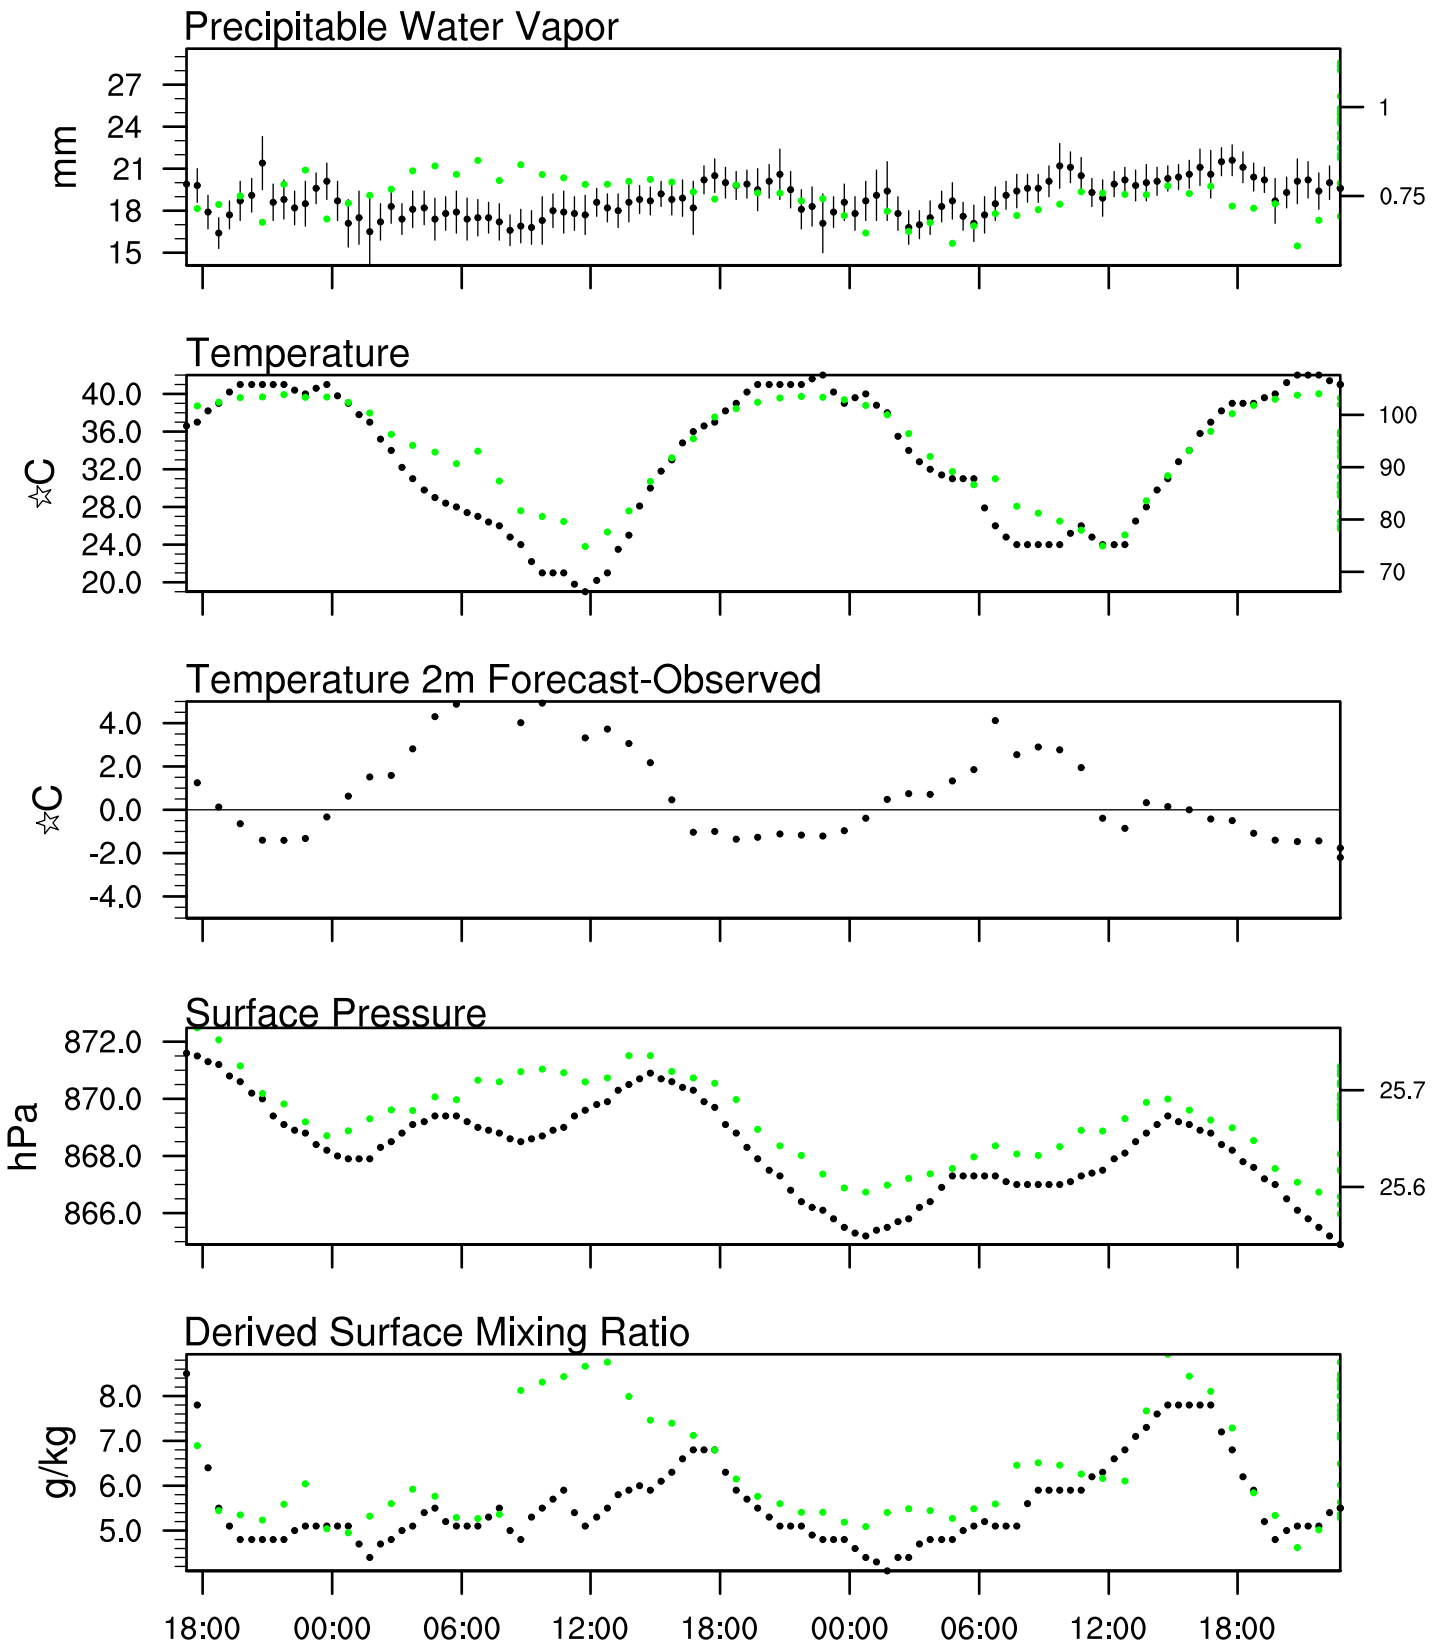 Precipitable Water Vapor
27
24
21
18
15
mm
1
0.75
Temperature
40.0
36.0
32.0
28.0
24.0
20.0
☆C
100
90
80
70
Temperature 2m Forecast-Observed
4.0
2.0
0.0
-2.0
-4.0
☆C
Surface Pressure
872.0
870.0
868.0
866.0
hPa
25.7
25.6
Derived Surface Mixing Ratio
8.0
7.0
6.0
5.0
g/kg
18:00 00:00 06:00 12:00 18:00 00:00 06:00 12:00 18:00